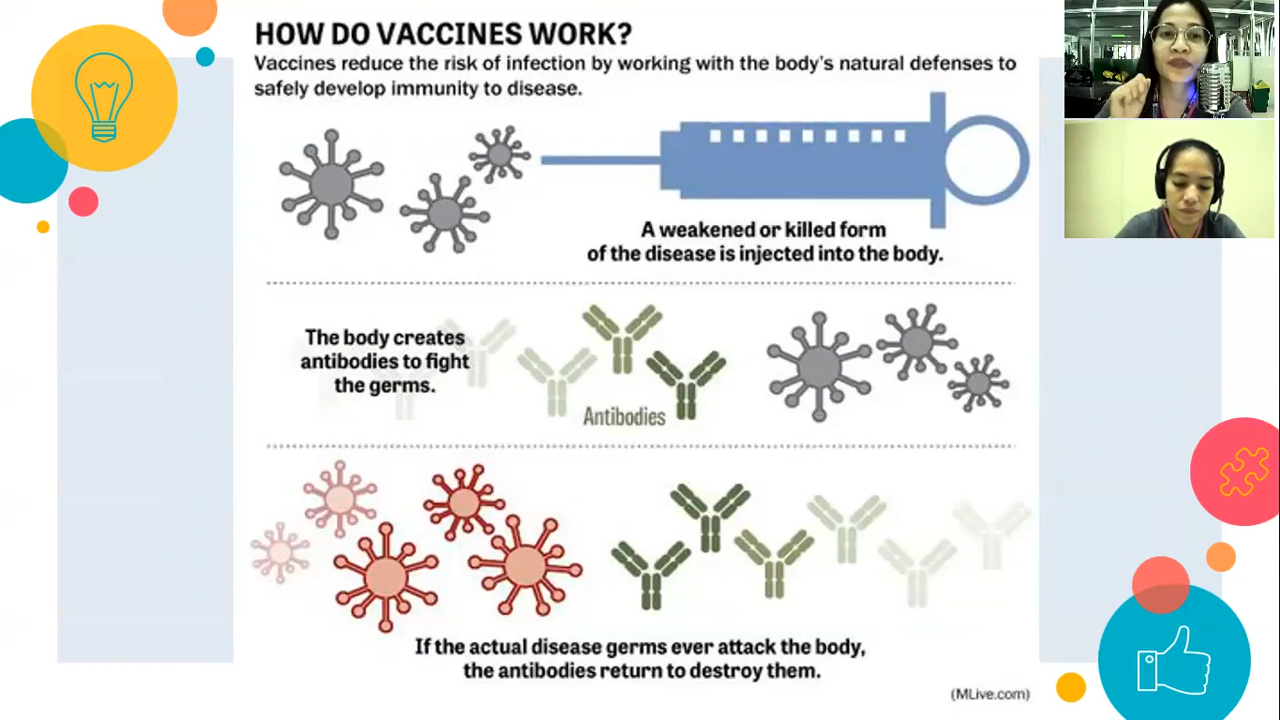 HOW DO VACCINES WORK?
Vaccines reduce the risk of infection by working with the body's natural defenses to
safely develop immunity to disease.
A weakened or killed form
of the disease is injected into the body.
The body creates
antibodies to fight
the germs.
Antibodies
If the actual disease germs ever attack the body,
the antibodies return to destroy them.
(MLive.com)